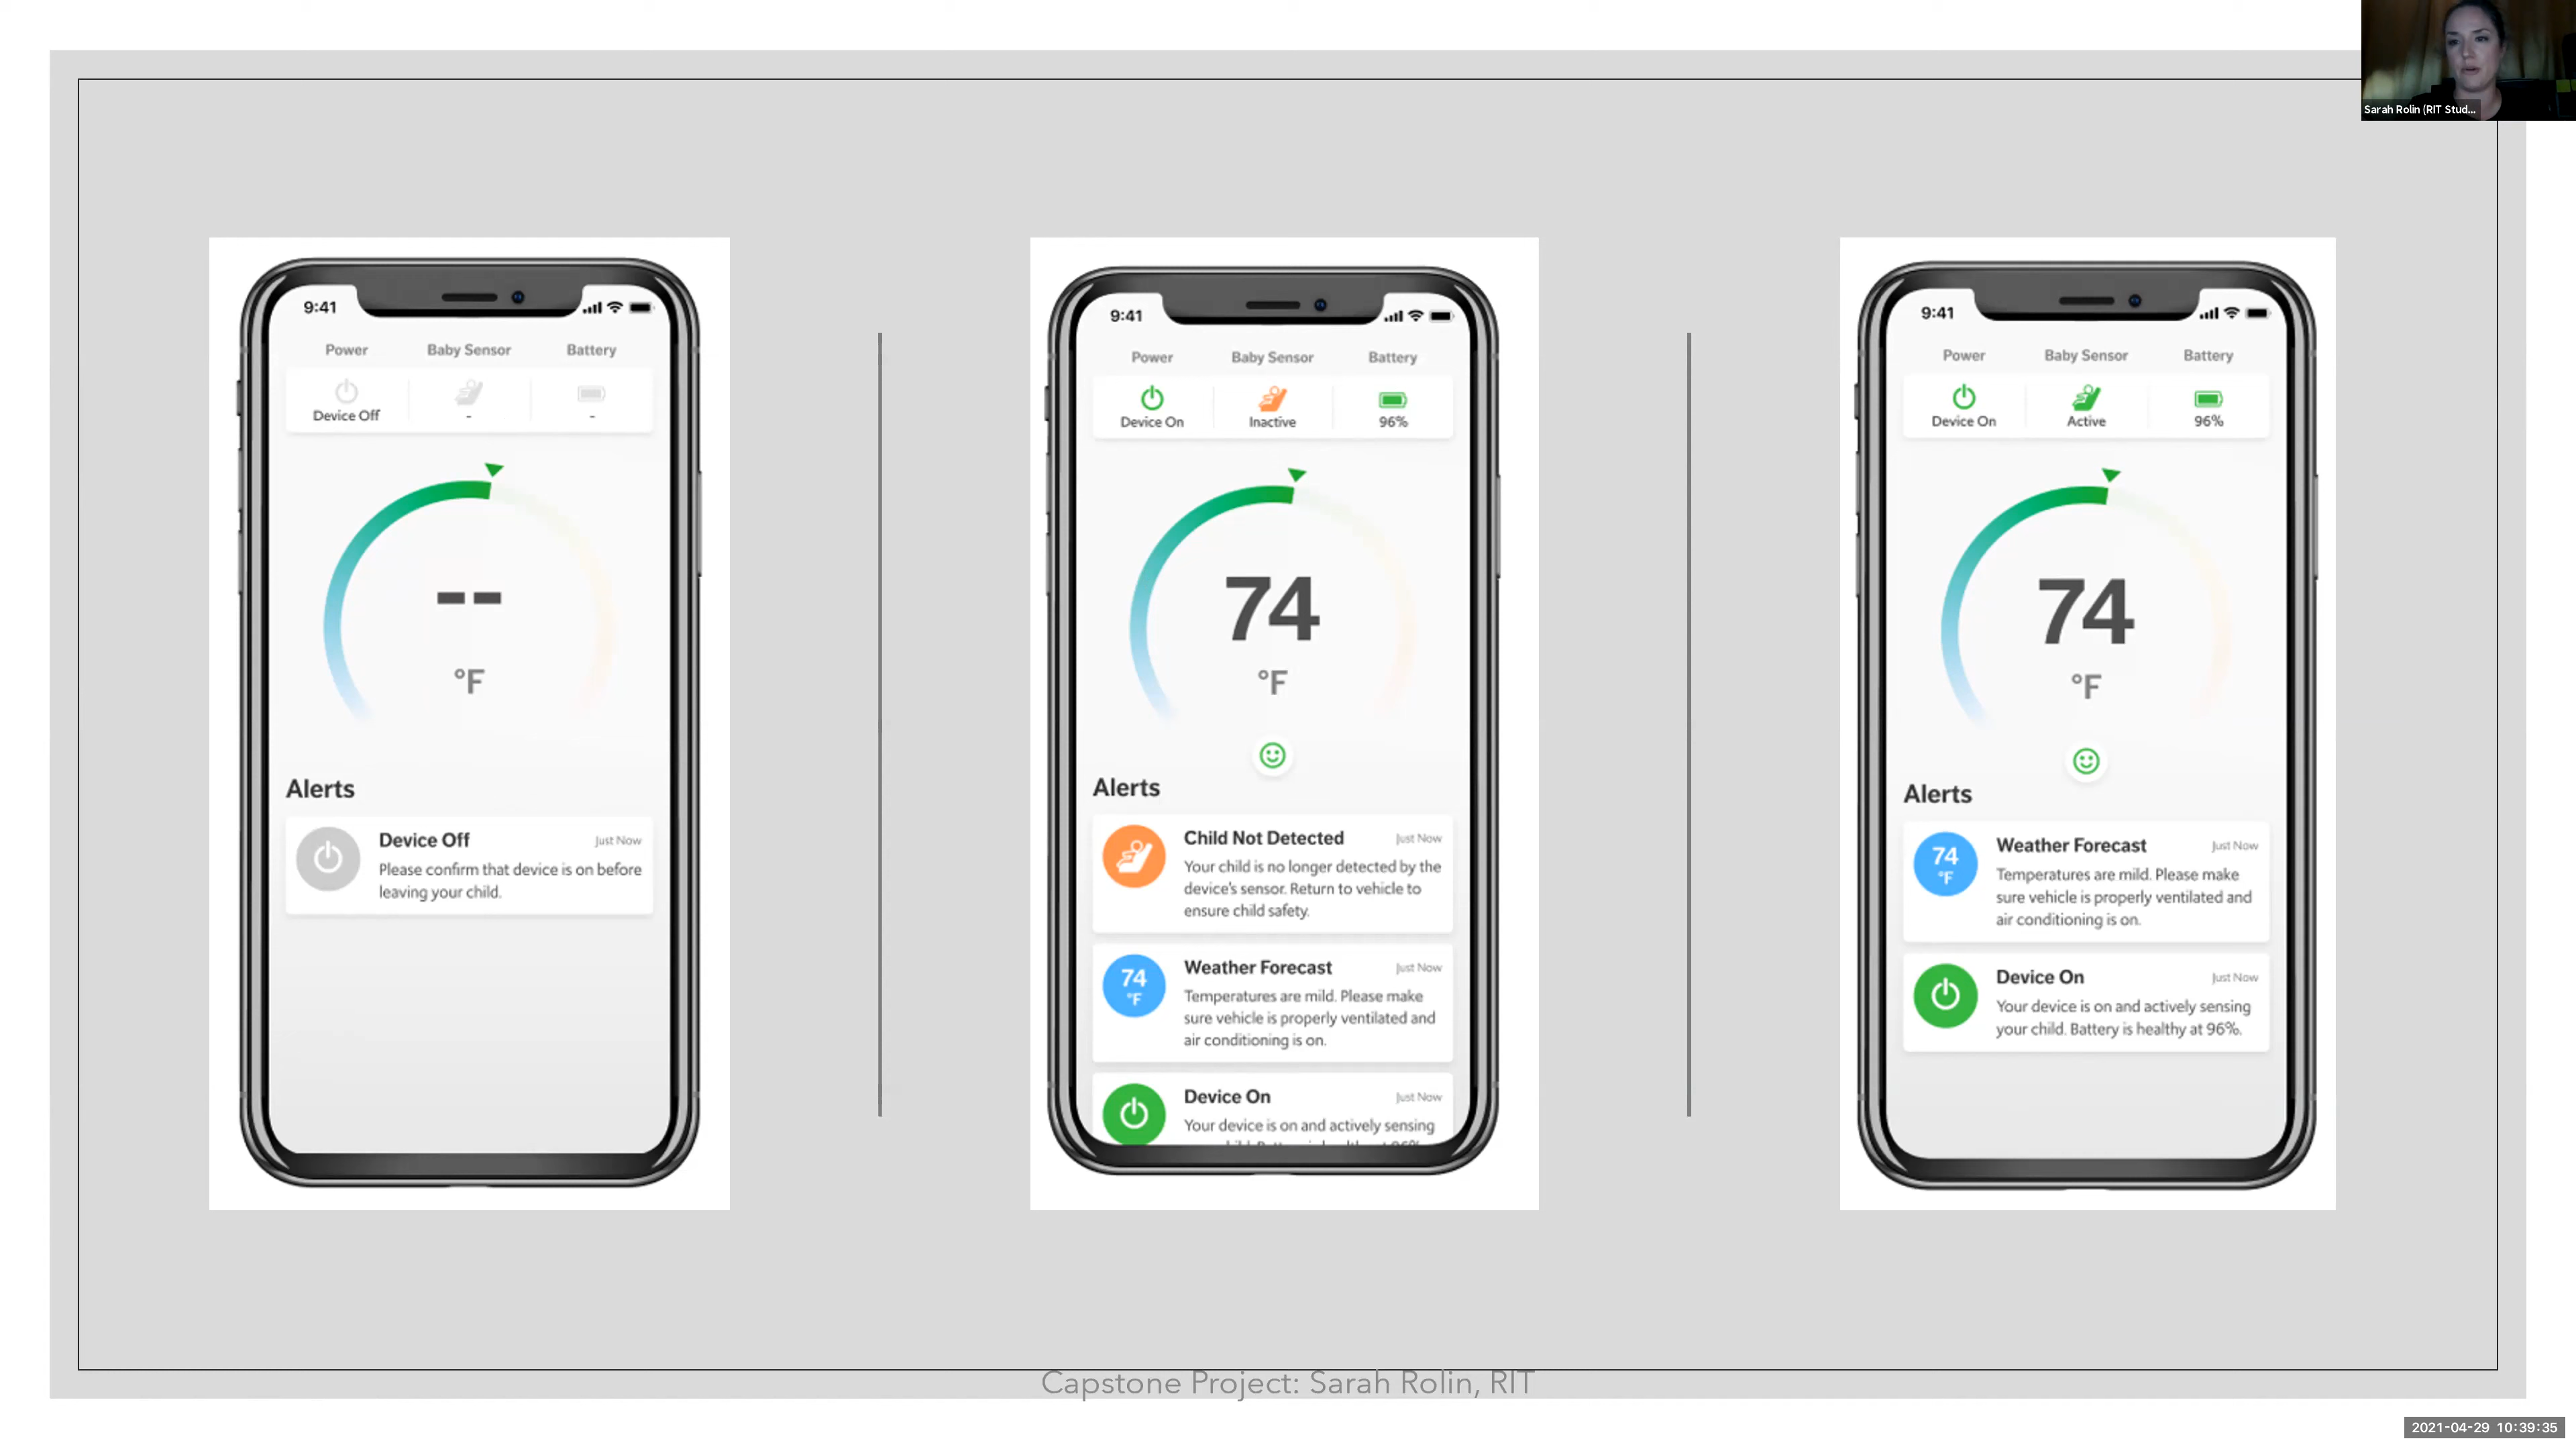 Sarah Rolin (RIT Stud...
9:41
Power Baby Sensor Battery
Device Off - -
--
°F
Alerts
Device Off Just Now
Please confirm that device is on before
leaving your child.
9:41
Power Baby Sensor Battery
Device On Inactive 96%
74
°F
Alerts
Child Not Detected Just Now
Your child is no longer detected by the
device's sensor. Return to vehicle to
ensure child safety.
74
°F
Weather Forecast Just Now
Temperatures are mild. Please make
sure vehicle is properly ventilated and
air conditioning is on.
Device On Just Now
Your device is on and actively sensing
9:41
Power Baby Sensor Battery
Device On Active 96%
74
°F
Alerts
74
°F
Weather Forecast Just Now
Temperatures are mild. Please make
sure vehicle is properly ventilated and
air conditioning is on.
Device On Just Now
Your device is on and actively sensing
your child. Battery is healthy at 96%.
Capstone Project: Sarah Rolin, RIT
2021-04-29 10:39:35